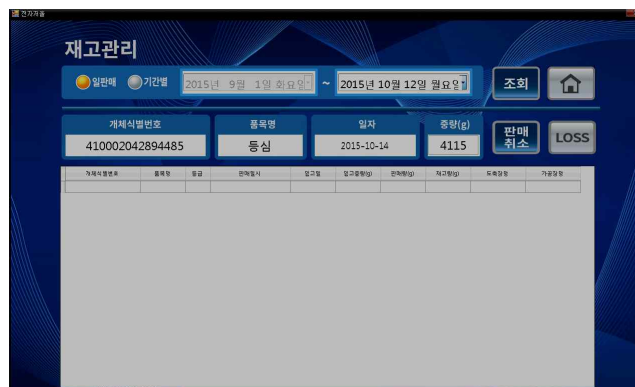 전자저울
재고관리
일판매 기간별 2015년 9월 1일 화요일 ~ 2015년 10월 12일 월요일 조회
개체식별번호 품목명 일자 중량(g) 판매
취소 LOSS
410002042894485 등심 2015-10-14 4115
개체식별번호 품목명 등급 판매일시 입고일 입고중량(g) 판매량(g) 재고량(g) 도축장명 가공장명